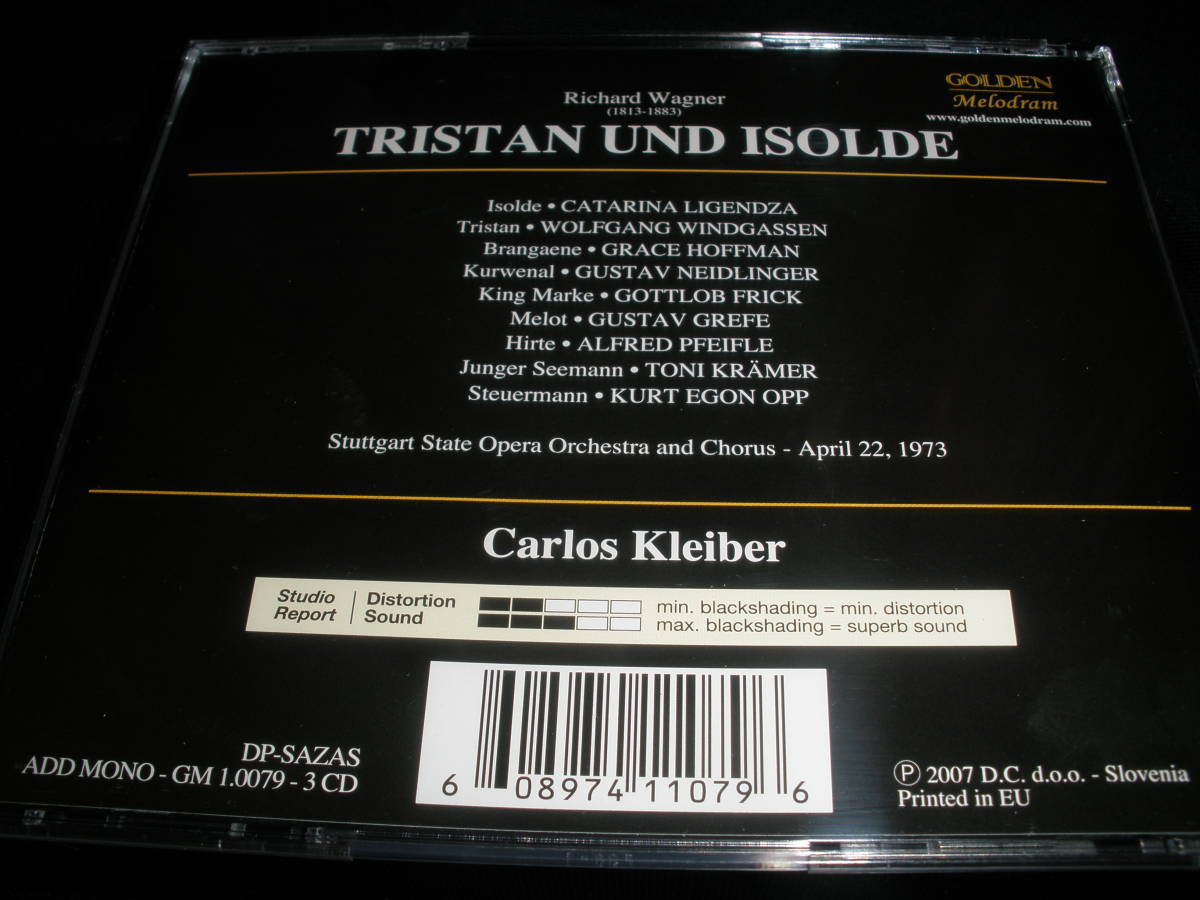 GOLDEN
Melodram
www.goldenmelodram.com
Richard Wagner
(1813-1883)
TRISTAN UND ISOLDE
Isolde • CATARINA LIGENDZA
Tristan • WOLFGANG WINDGASSEN
Brangaene • GRACE HOFFMAN
Kurwenal • GUSTAV NEIDLINGER
King Marke • GOTTLOB FRICK
Melot • GUSTAV GREFE
Hirte • ALFRED PFEIFLE
Junger Seemann • TONI KRÄMER
Steuermann • KURT EGON OPP
Stuttgart State Opera Orchestra and Chorus - April 22, 1973
Carlos Kleiber
Studio Report
Distortion
min. blackshading = min. distortion
Sound
max. blackshading = superb sound
6 08974 11079 6
DP-SAZAS
ADD MONO - GM 1.0079 - 3 CD
Ⓟ 2007 D.C. d.o.o. - Slovenia
Printed in EU